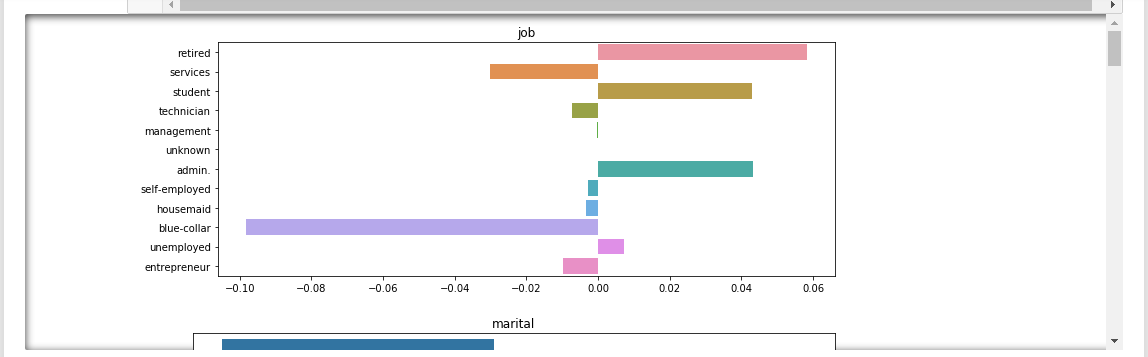 job
retired
services
student
technician
management
unknown
admin.
self-employed
housemaid
blue-collar
unemployed
entrepreneur
−0.10 −0.08 −0.06 −0.04 −0.02 0.00 0.02 0.04 0.06
marital